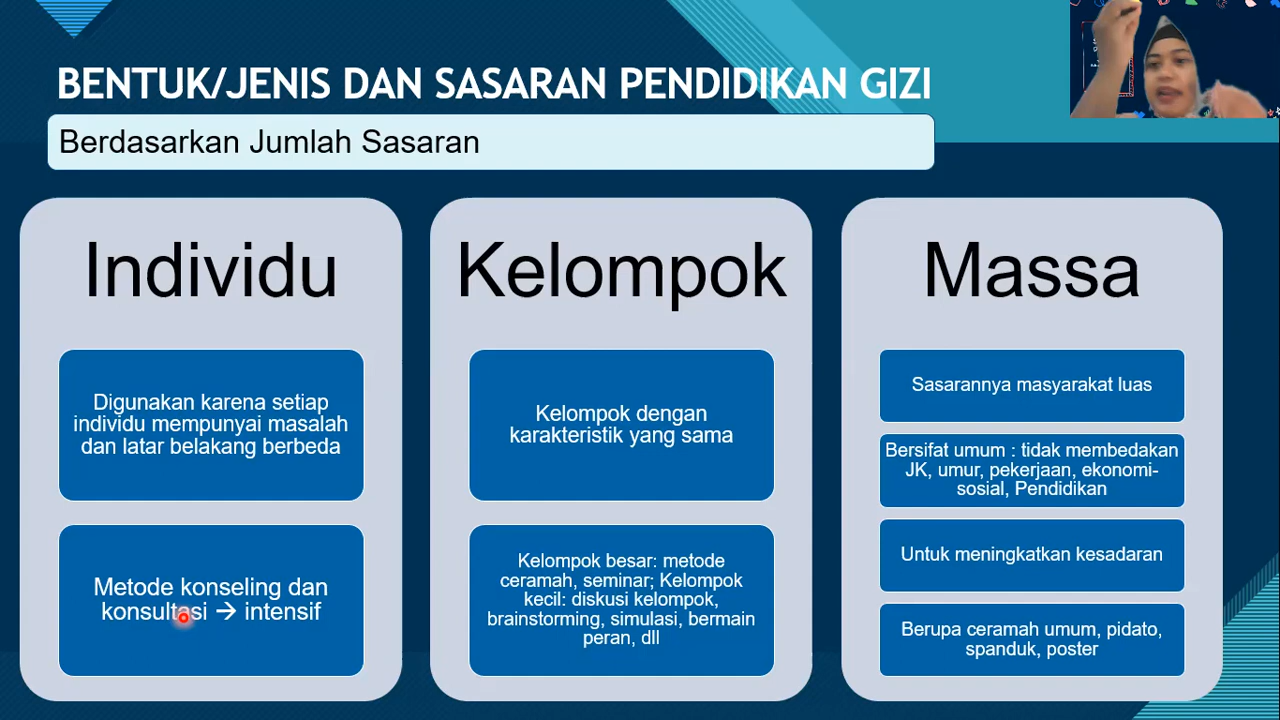 BENTUK/JENIS DAN SASARAN PENDIDIKAN GIZI
Berdasarkan Jumlah Sasaran
Individu
Digunakan karena setiap
individu mempunyai masalah
dan latar belakang berbeda
Metode konseling dan
konsultasi → intensif
Kelompok
Kelompok dengan
karakteristik yang sama
Kelompok besar: metode
ceramah, seminar; Kelompok
kecil: diskusi kelompok,
brainstorming, simulasi, bermain
peran, dll
Massa
Sasarannya masyarakat luas
Bersifat umum : tidak membedakan
JK, umur, pekerjaan, ekonomi-
sosial, Pendidikan
Untuk meningkatkan kesadaran
Berupa ceramah umum, pidato,
spanduk, poster